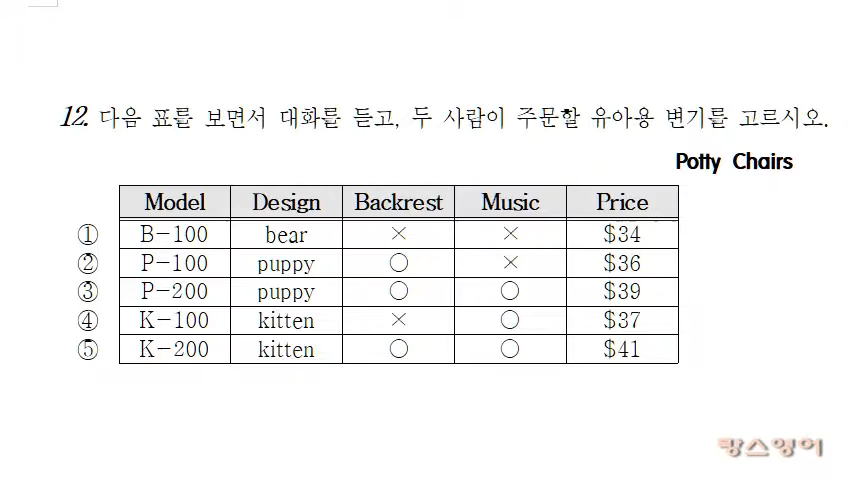 12. 다음 표를 보면서 대화를 듣고, 두 사람이 주문할 유아용 변기를 고르시오.
Potty Chairs
Model Design Backrest Music Price
① B-100 bear × × $34
② P-100 puppy ○ × $36
③ P-200 puppy ○ ○ $39
④ K-100 kitten × ○ $37
⑤ K-200 kitten ○ ○ $41
쾅스영어